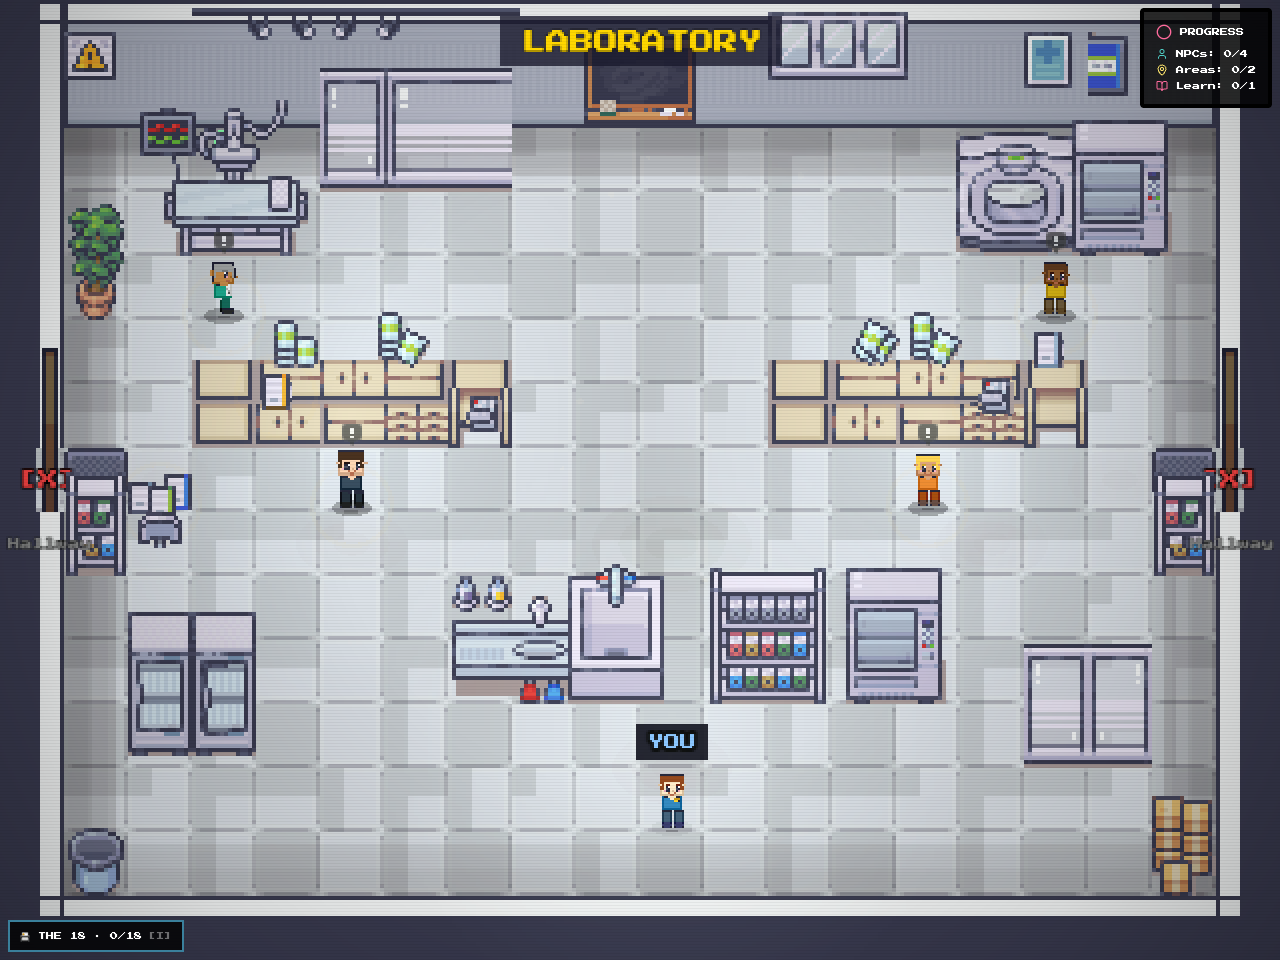 LABORATORY
PROGRESS
NPCs: 0/4
Areas: 0/2
Learn: 0/1
[X]
[X]
Hallway
Hallway
YOU
THE 18 · 0/18 [I]